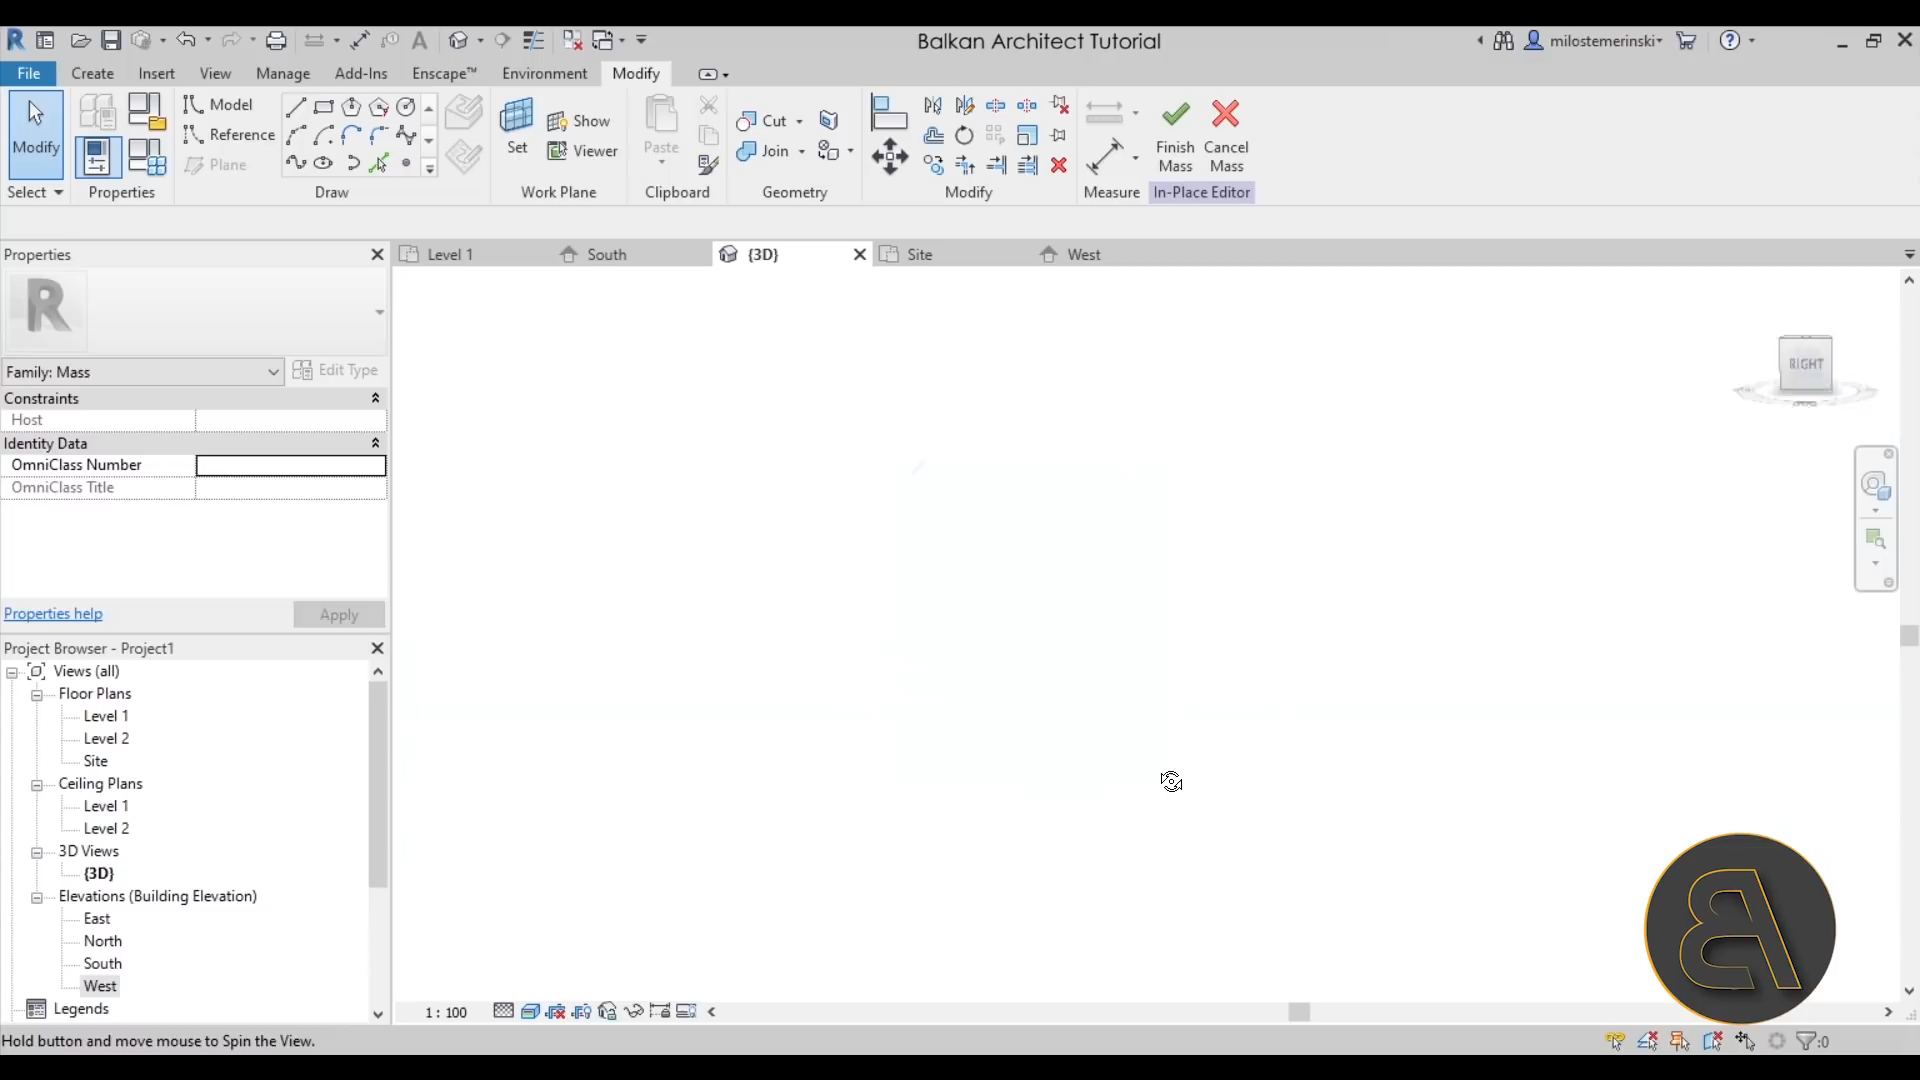 Balkan Architect Tutorial
milostemerinski
File Create Insert View Manage Add-Ins Enscape™ Environment Modify
Modify
Select
Properties
Model
Reference
Plane
Draw
Set
Show
Viewer
Work Plane
Paste
Clipboard
Cut
Join
Geometry
Modify
Measure
Finish
Mass
Cancel
Mass
In-Place Editor
Properties
Level 1
South
{3D}
Site
West
R
Family: Mass
Edit Type
Constraints
Host
Identity Data
OmniClass Number
OmniClass Title
Properties help
Apply
RIGHT
Project Browser - Project1
Views (all)
Floor Plans
Level 1
Level 2
Site
Ceiling Plans
Level 1
Level 2
3D Views
{3D}
Elevations (Building Elevation)
East
North
South
West
Legends
1 : 100
Hold button and move mouse to Spin the View.
:0